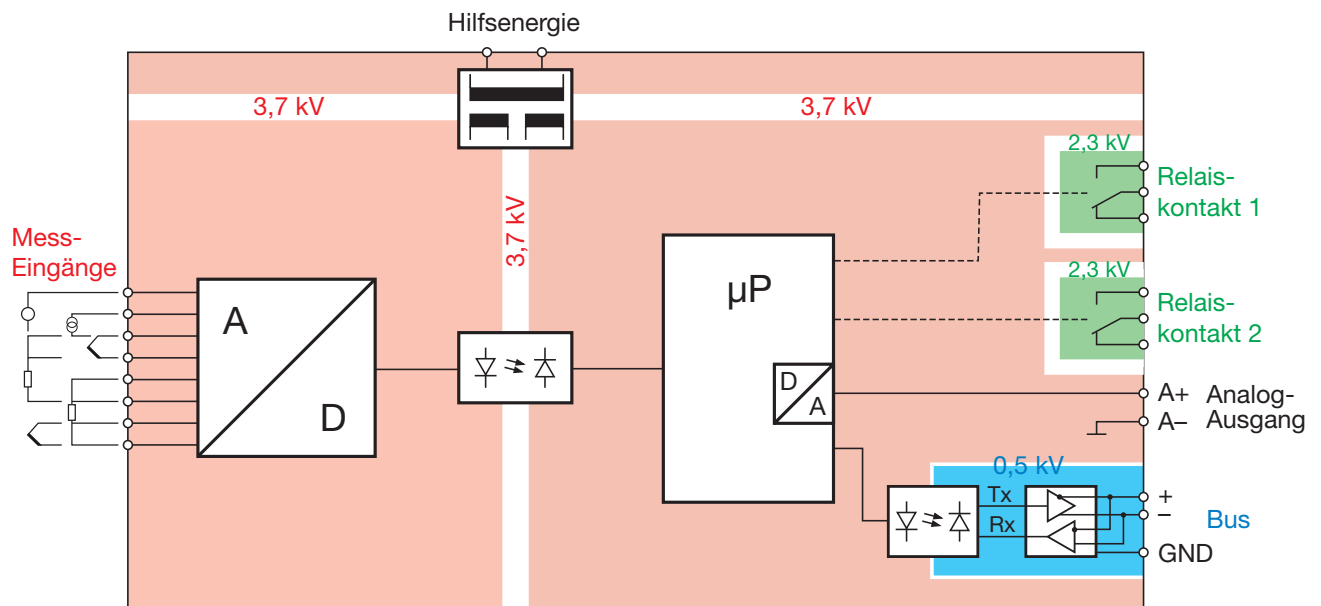 Hilfsenergie
3,7 kV
3,7 kV
2,3 kV
Relais-
kontakt 1
3,7 kV
Mess-
Eingänge
2,3 kV
Relais-
kontakt 2
A
D
µP
D
A
A+
A–
Analog-
Ausgang
0,5 kV
Tx
Rx
+
–
Bus
GND